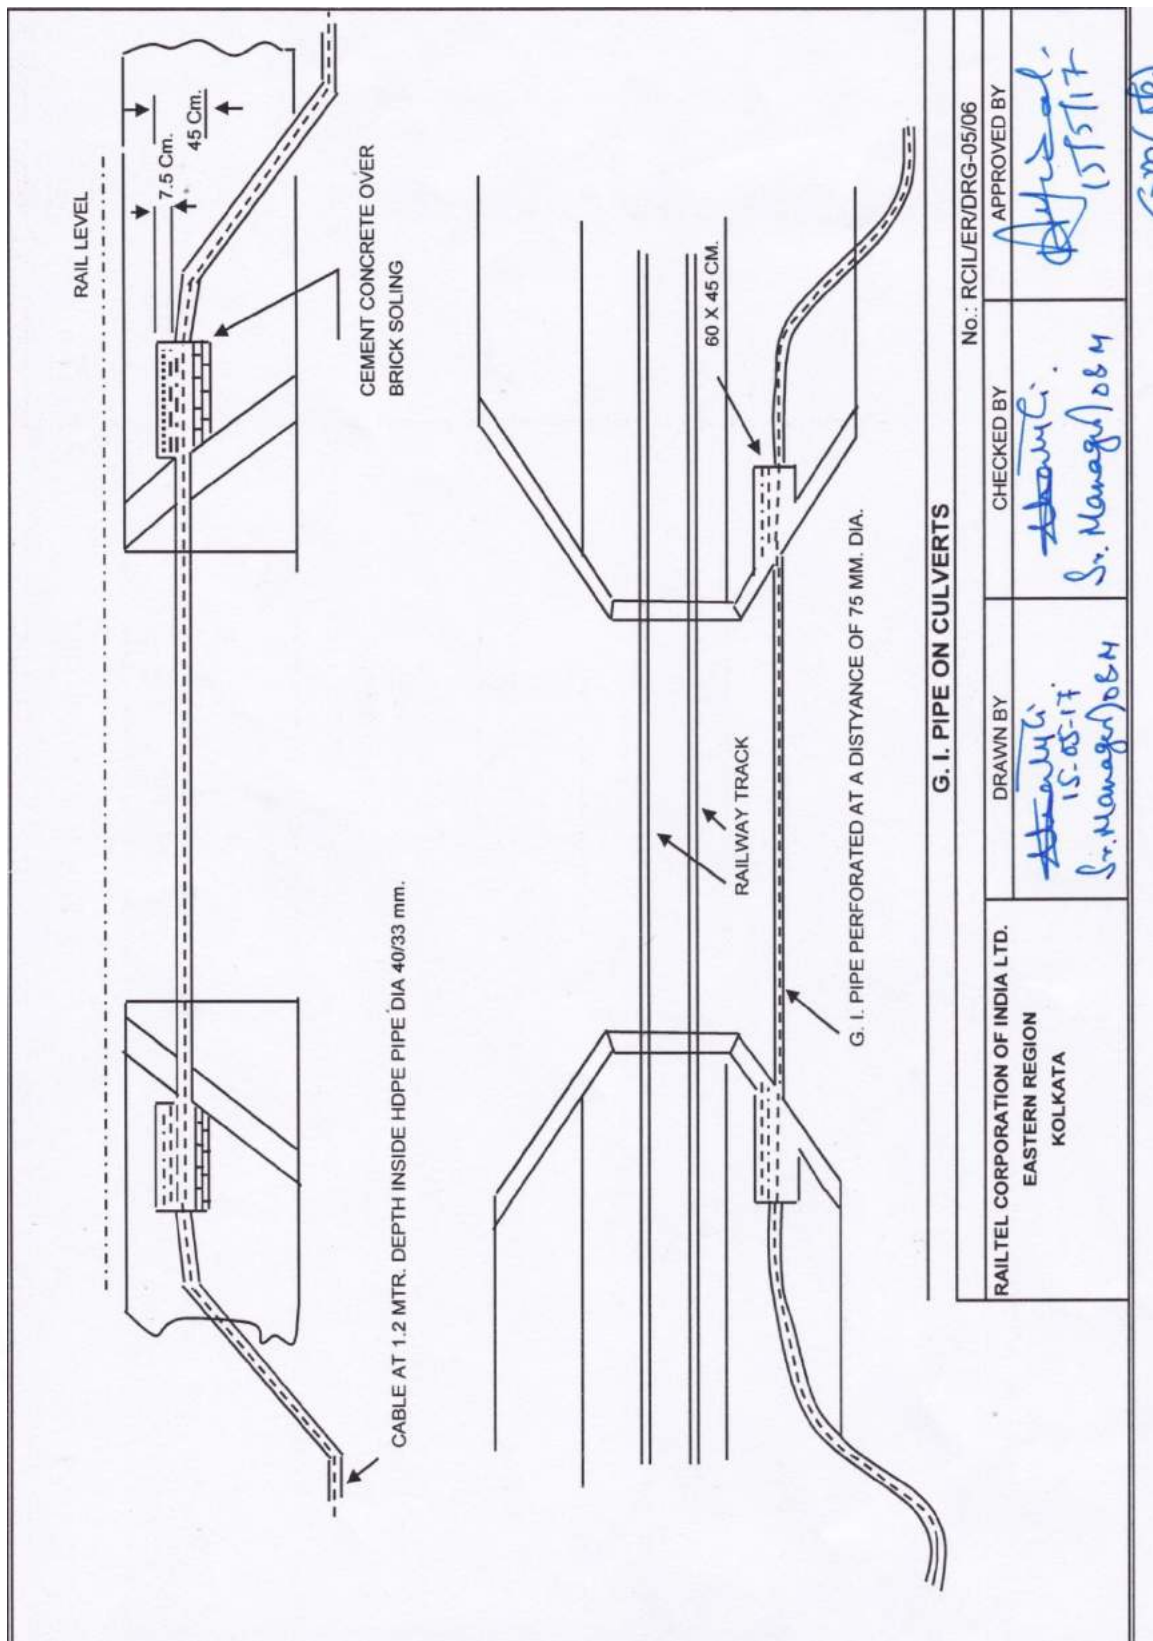 RAIL LEVEL
7.5 Cm.
45 Cm.
CEMENT CONCRETE OVER
BRICK SOLING
CABLE AT 1.2 MTR. DEPTH INSIDE HDPE PIPE DIA 40/33 mm.
60 X 45 CM.
RAILWAY TRACK
G. I. PIPE PERFORATED AT A DISTYANCE OF 75 MM. DIA.
G. I. PIPE ON CULVERTS
No.: RCIL/ER/DRG-05/06
RAILTEL CORPORATION OF INDIA LTD.
EASTERN REGION
KOLKATA
DRAWN BY
15-05-17
Sr. Manager/O&M
CHECKED BY
Sr. Manager/O&M
APPROVED BY
15/5/17